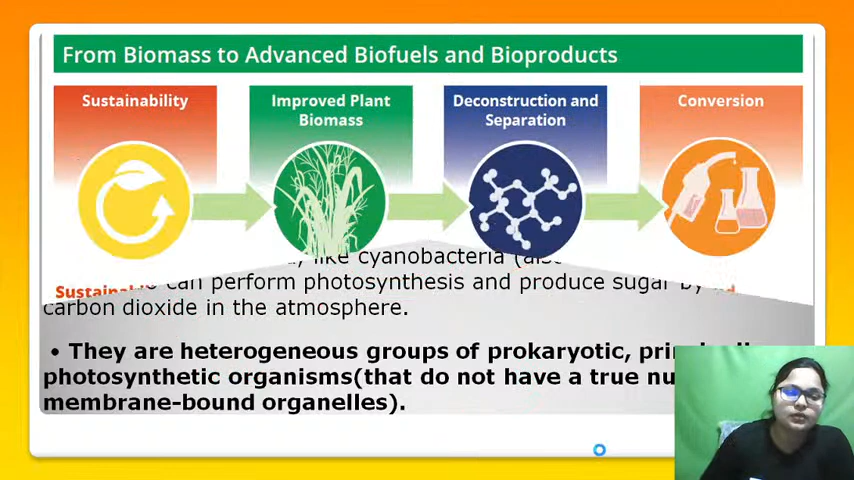 From Biomass to Advanced Biofuels and Bioproducts
Sustainability
Improved Plant
Biomass
Deconstruction and
Separation
Conversion
like cyanobacteria
can perform photosynthesis and produce sugar by
carbon dioxide in the atmosphere.
• They are heterogeneous groups of prokaryotic,
photosynthetic organisms(that do not have a true
membrane-bound organelles).